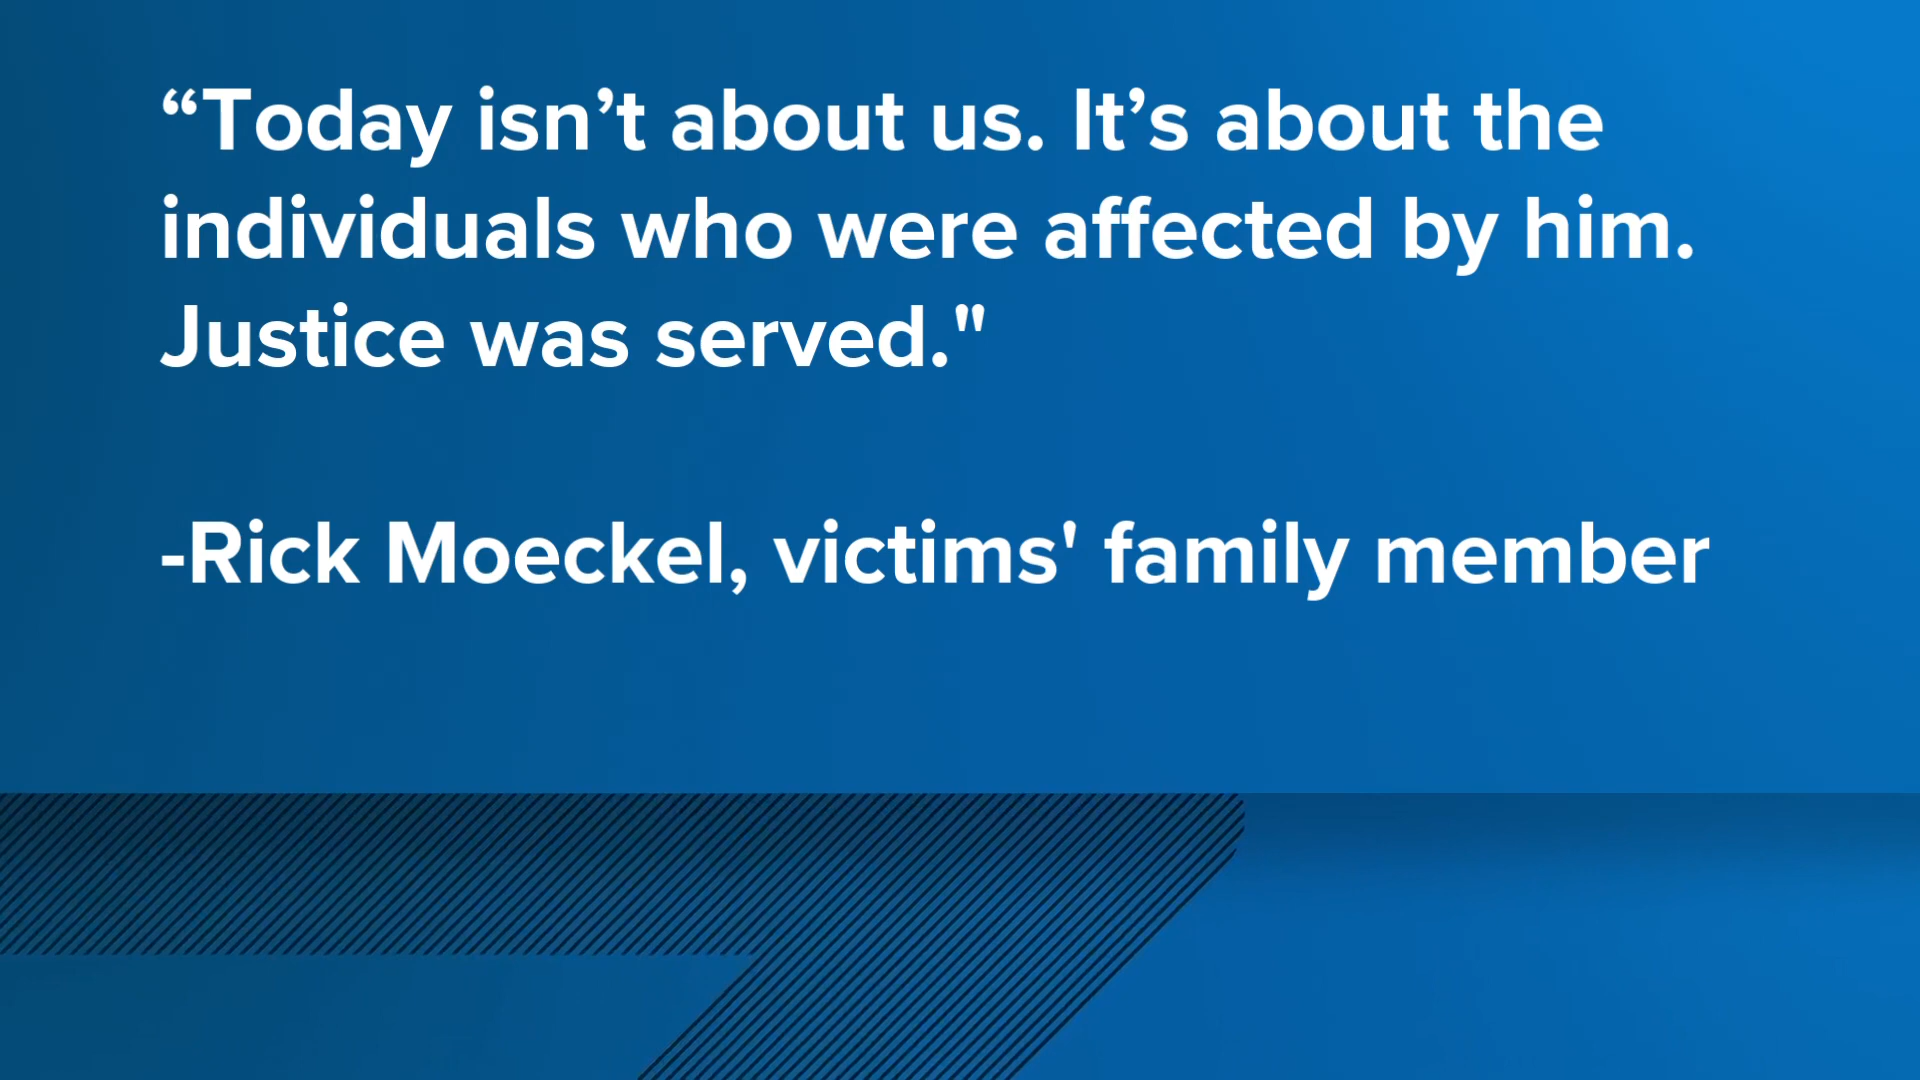 “Today isn’t about us. It’s about the
individuals who were affected by him.
Justice was served."
-Rick Moeckel, victims' family member